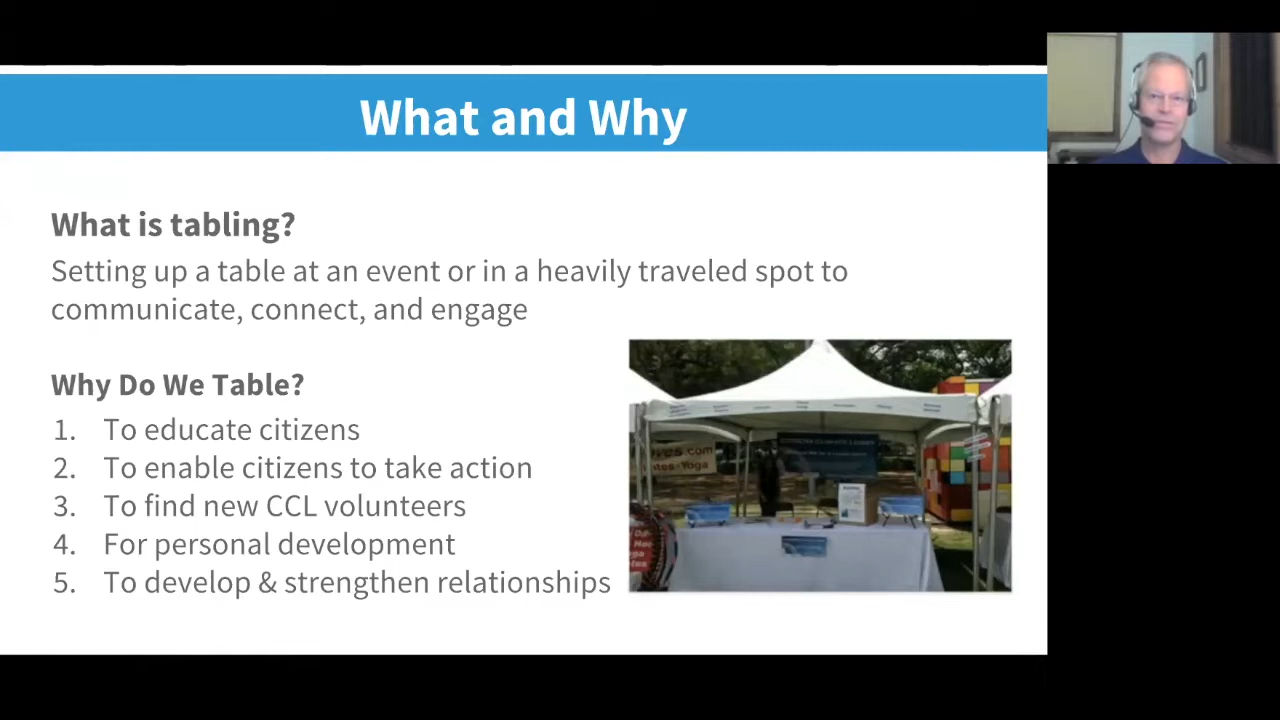 What and Why
What is tabling?
Setting up a table at an event or in a heavily traveled spot to
communicate, connect, and engage
Why Do We Table?
1. To educate citizens
2. To enable citizens to take action
3. To find new CCL volunteers
4. For personal development
5. To develop & strengthen relationships